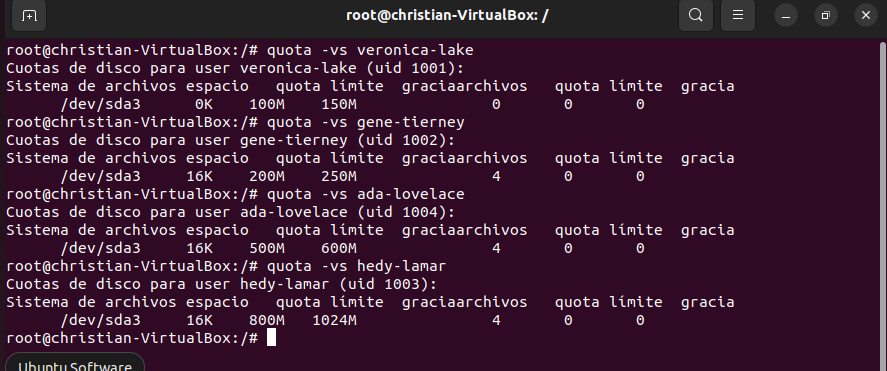 root@christian-VirtualBox: /
root@christian-VirtualBox:/# quota -vs veronica-lake
Cuotas de disco para user veronica-lake (uid 1001):
Sistema de archivos espacio   quota límite  graciaarchivos   quota límite  gracia
      /dev/sda3      0K    100M    150M               0       0       0
root@christian-VirtualBox:/# quota -vs gene-tierney
Cuotas de disco para user gene-tierney (uid 1002):
Sistema de archivos espacio   quota límite  graciaarchivos   quota límite  gracia
      /dev/sda3     16K    200M    250M               4       0       0
root@christian-VirtualBox:/# quota -vs ada-lovelace
Cuotas de disco para user ada-lovelace (uid 1004):
Sistema de archivos espacio   quota límite  graciaarchivos   quota límite  gracia
      /dev/sda3     16K    500M    600M               4       0       0
root@christian-VirtualBox:/# quota -vs hedy-lamar
Cuotas de disco para user hedy-lamar (uid 1003):
Sistema de archivos espacio   quota límite  graciaarchivos   quota límite  gracia
      /dev/sda3     16K    800M   1024M               4       0       0
root@christian-VirtualBox:/#
Ubuntu Software